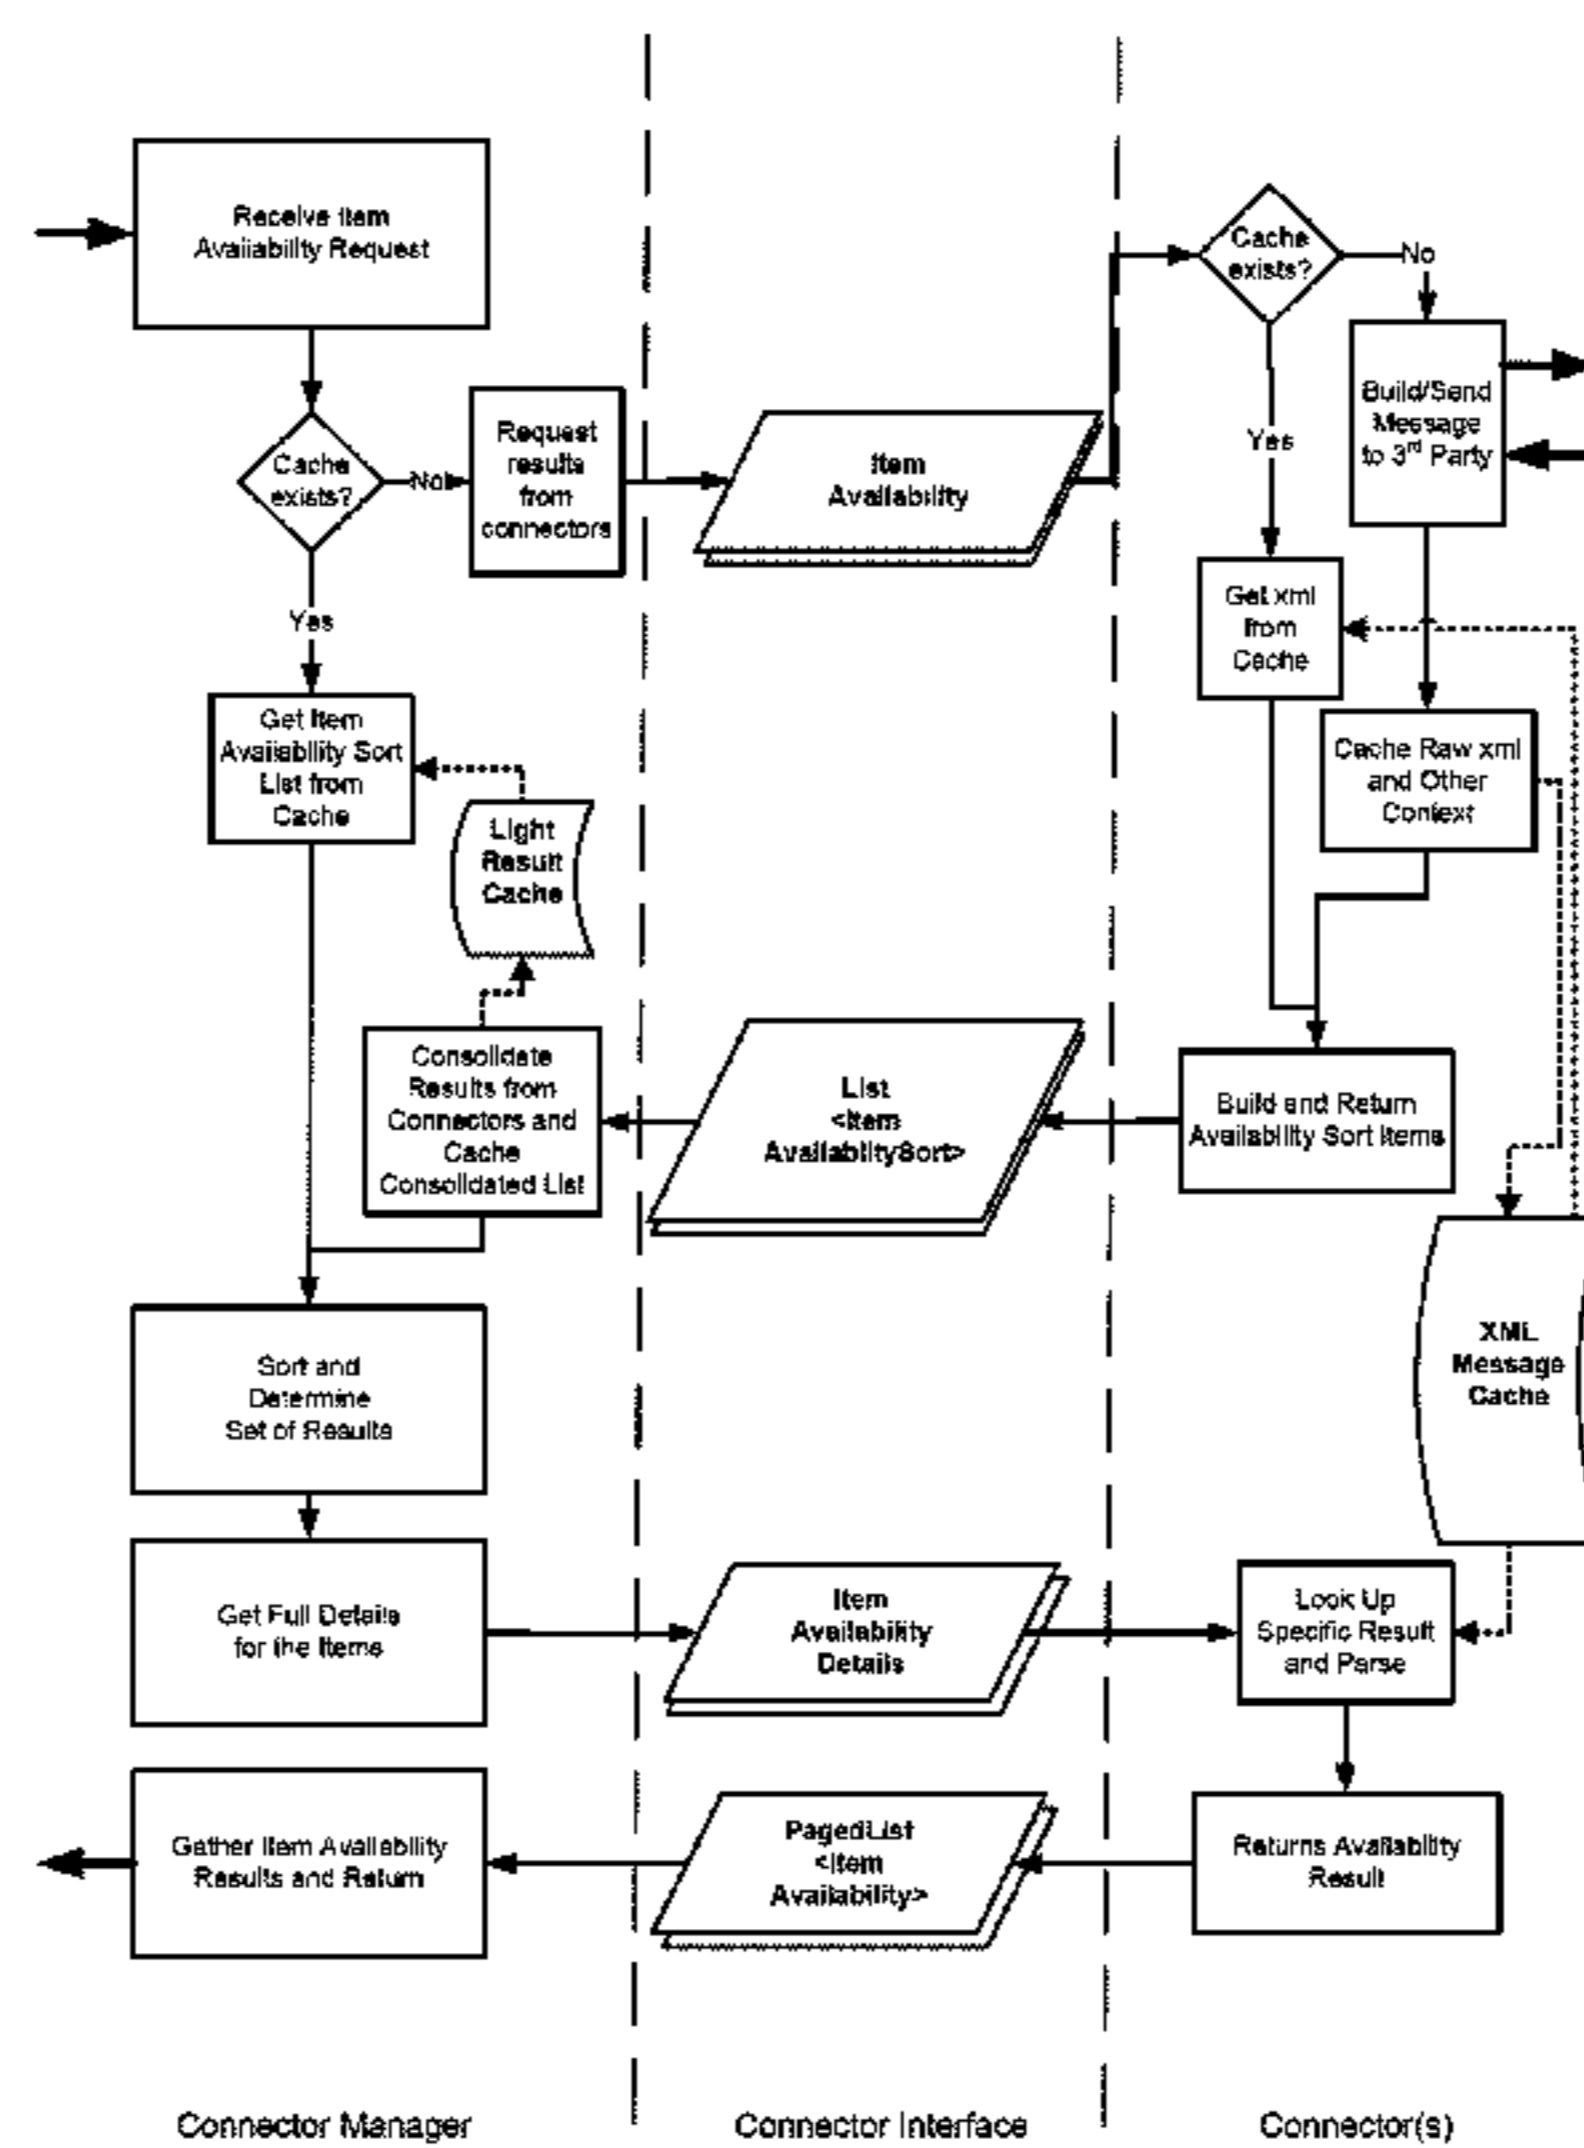 Receive Item
Availability Request
Cache
exists?
No
Request
results
from
connectors
Yes
Get Item
Availability Sort
List from
Cache
Light
Result
Cache
Consolidate
Results from
Connectors and
Cache
Consolidated List
Sort and
Determine
Set of Results
Get Full Details
for the Items
Gather Item Availability
Results and Return
Connector Manager
Item
Availability
List
<Item
AvailabilitySort>
Item
Availability
Details
PagedList
<Item
Availability>
Connector Interface
Cache
exists?
No
Yes
Build/Send
Message
to 3rd Party
Get xml
from
Cache
Cache Raw xml
and Other
Context
Build and Return
Availability Sort Items
XML
Message
Cache
Look Up
Specific Result
and Parse
Returns Availability
Result
Connector(s)